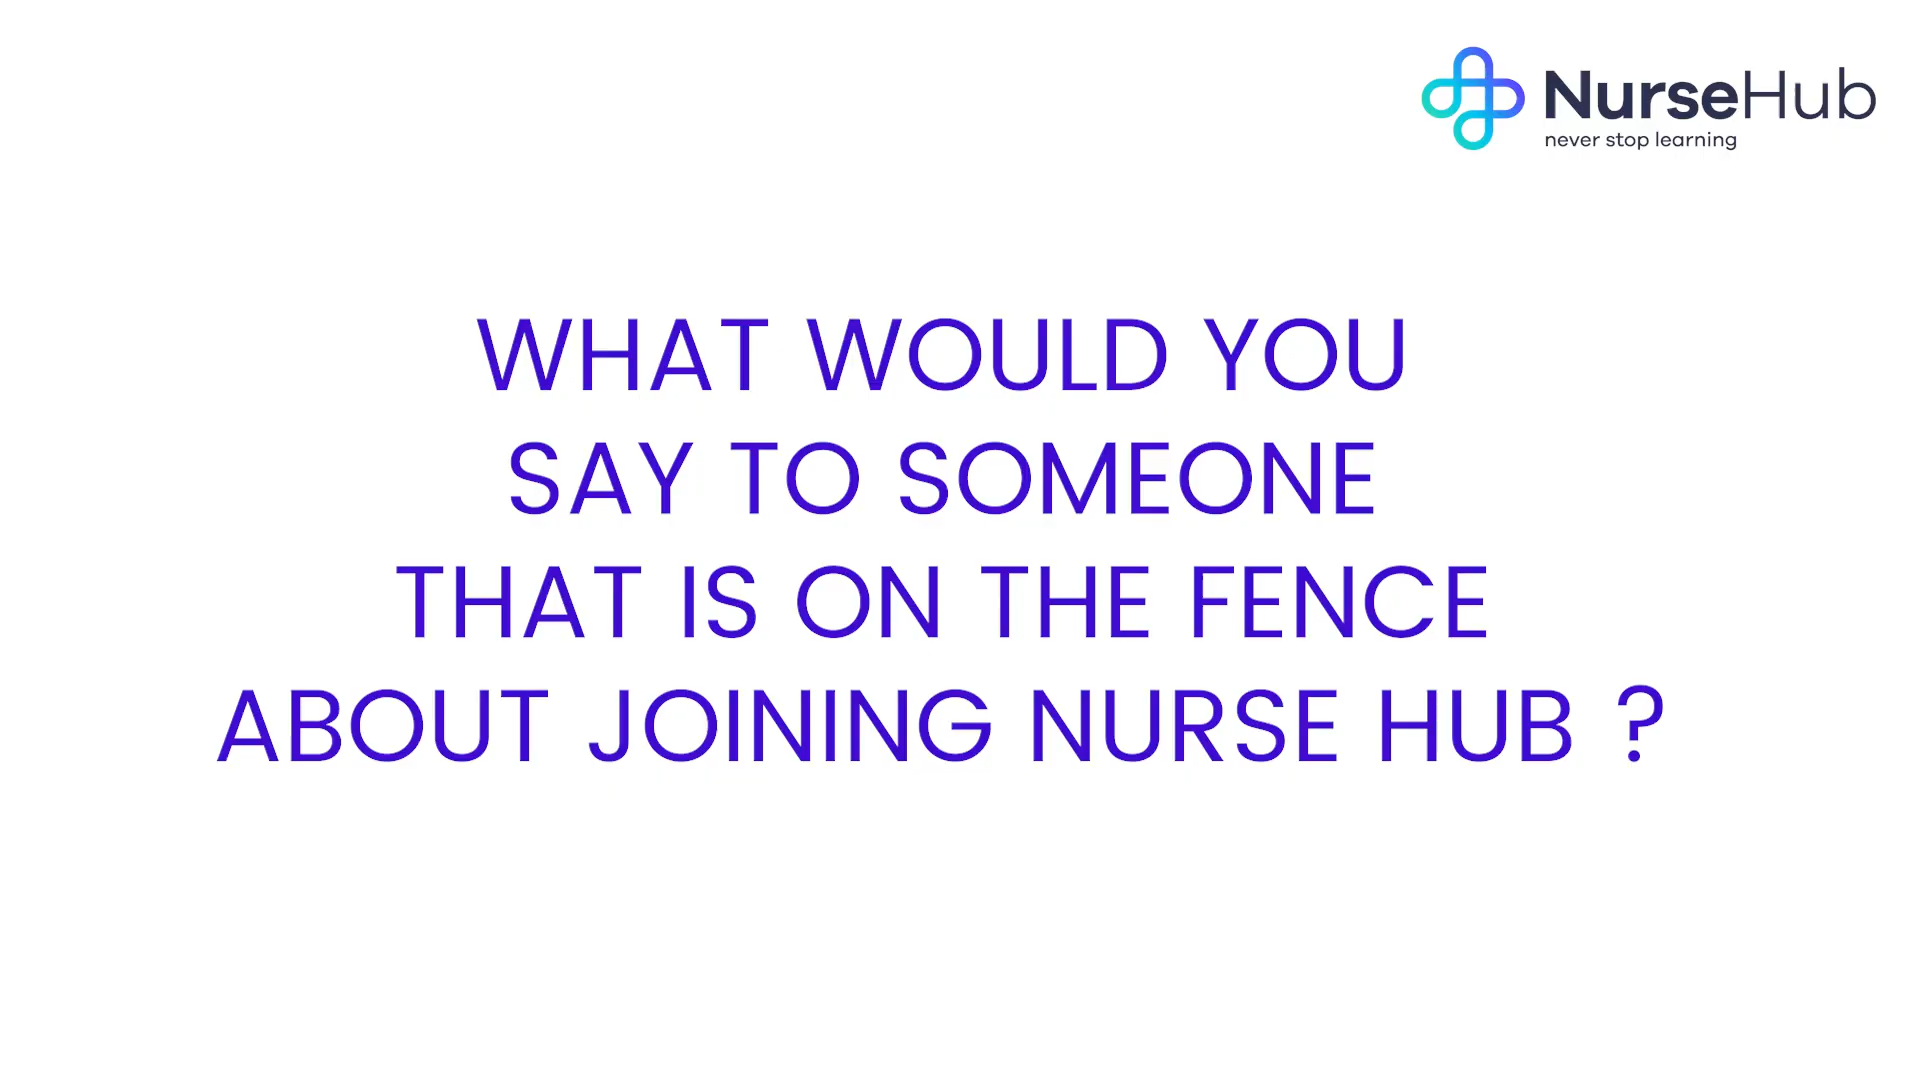 NurseHub
never stop learning
WHAT WOULD YOU
SAY TO SOMEONE
THAT IS ON THE FENCE
ABOUT JOINING NURSE HUB ?